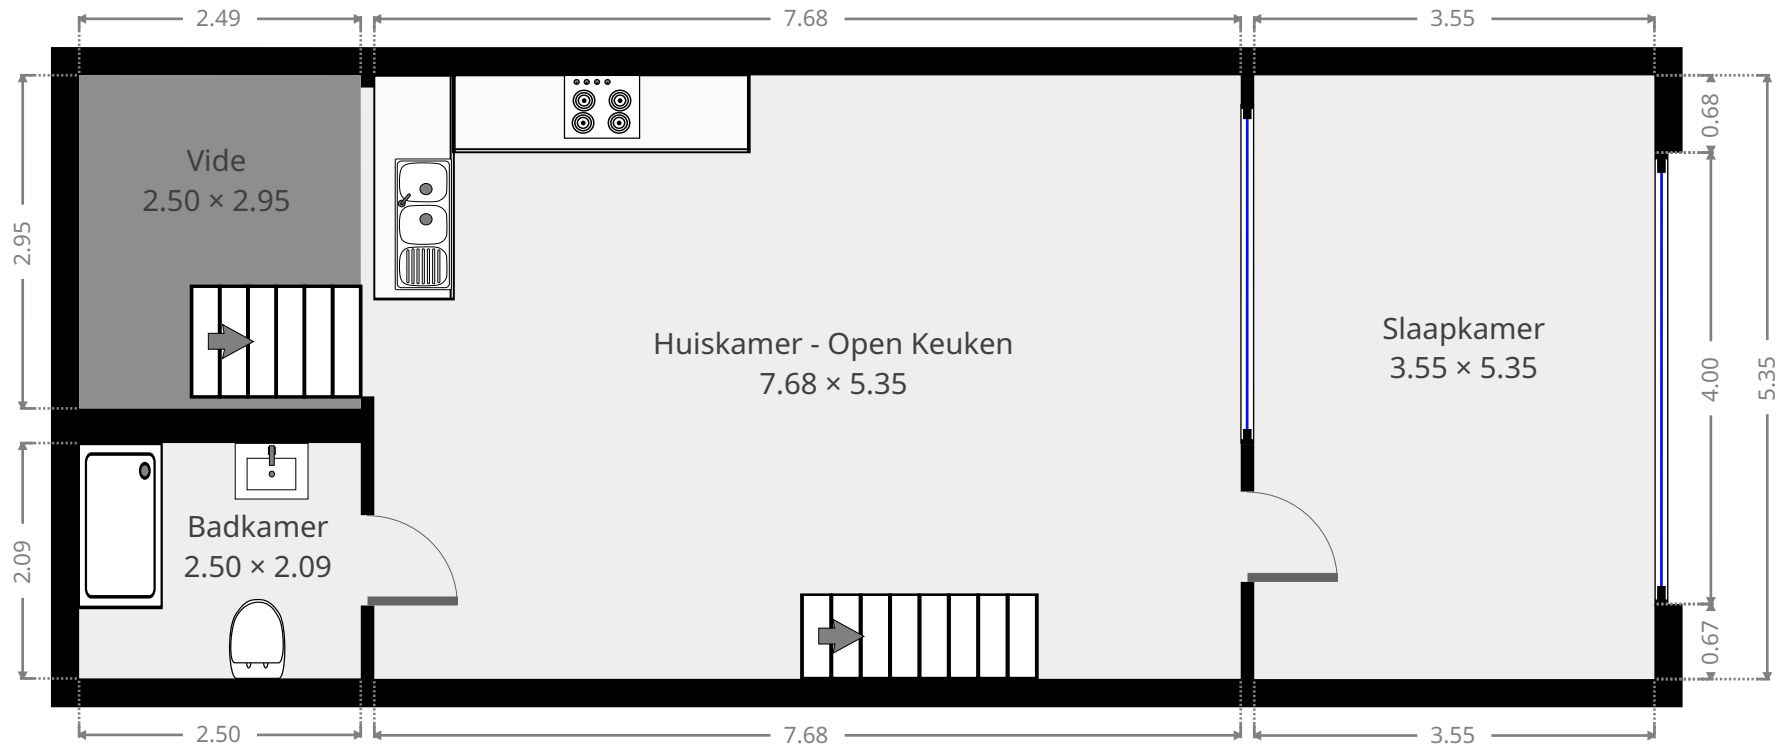 2.49
7.68
3.55
Vide
2.50 × 2.95
2.95
0.68
Huiskamer - Open Keuken
7.68 × 5.35
Slaapkamer
3.55 × 5.35
4.00
5.35
Badkamer
2.50 × 2.09
2.09
0.67
2.50
7.68
3.55